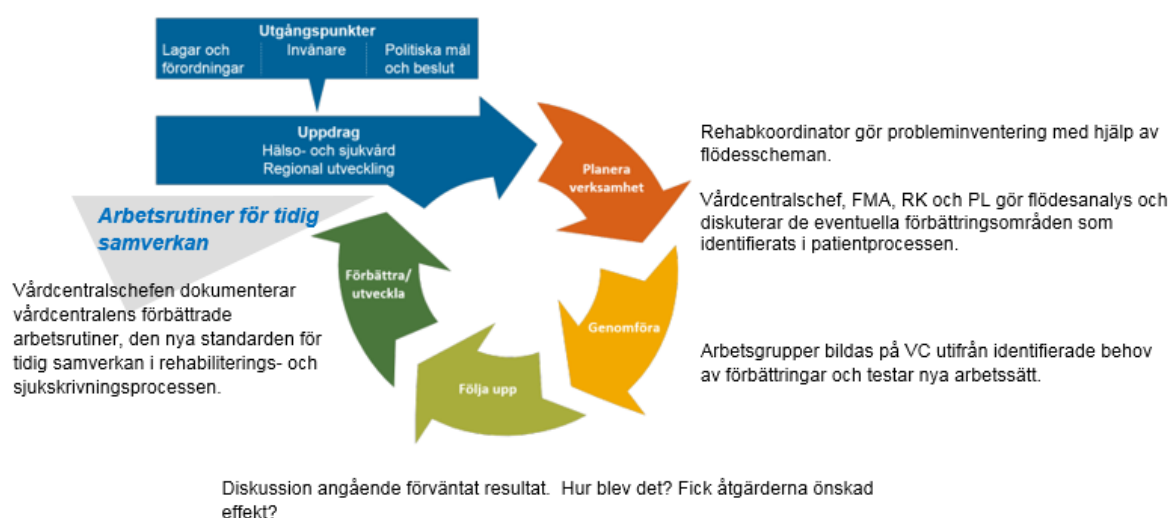 Utgångspunkter
Lagar och förordningar
Invånare
Politiska mål och beslut
Uppdrag
Hälso- och sjukvård
Regional utveckling
Planera
verksamhet
Rehabkoordinator gör probleminventering med hjälp av
flödesscheman.
Vårdcentralschef, FMA, RK och PL gör flödesanalys och
diskuterar de eventuella förbättringsområden som
identifierats i patientprocessen.
Genomföra
Arbetsgrupper bildas på VC utifrån identifierade behov
av förbättringar och testar nya arbetssätt.
Följa upp
Diskussion angående förväntat resultat. Hur blev det? Fick åtgärderna önskad
effekt?
Förbättra/
utveckla
Arbetsrutiner för tidig
samverkan
Vårdcentralschefen dokumenterar
vårdcentralens förbättrade
arbetsrutiner, den nya standarden för
tidig samverkan i rehabiliterings- och
sjukskrivningsprocessen.